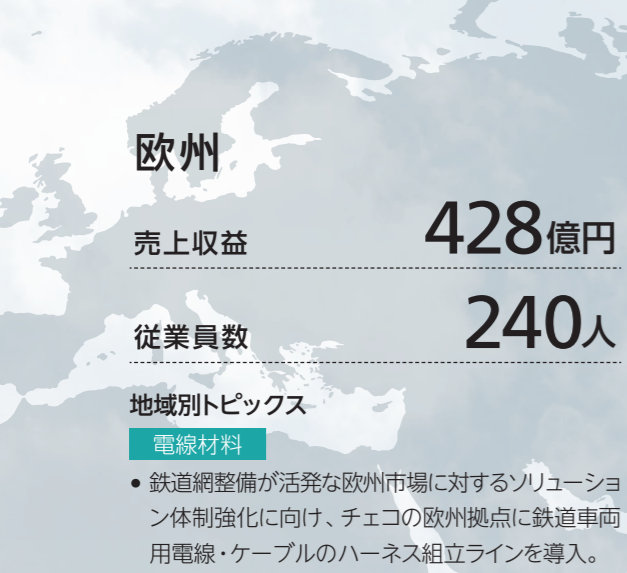 欧州
売上収益 428億円
従業員数 240人
地域別トピックス
電線材料
• 鉄道網整備が活発な欧州市場に対するソリューショ
ン体制強化に向け、チェコの欧州拠点に鉄道車両
用電線・ケーブルのハーネス組立ラインを導入。